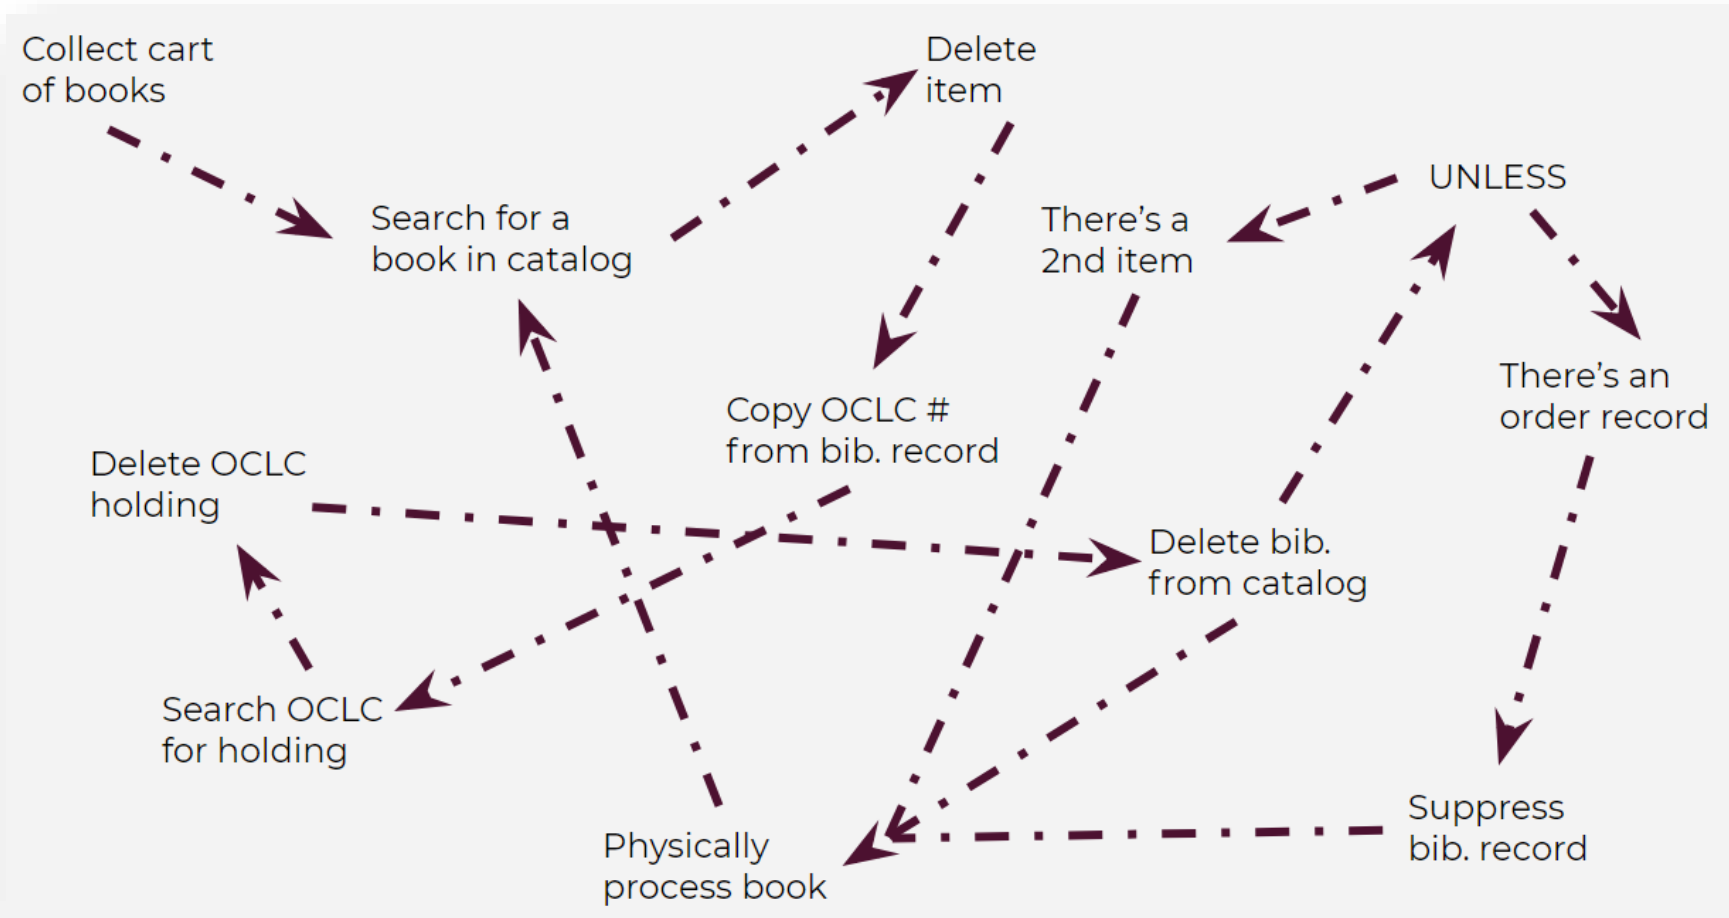 Collect cart
of books
Delete
item
UNLESS
Search for a
book in catalog
There’s a
2nd item
There’s an
order record
Copy OCLC #
from bib. record
Delete OCLC
holding
Delete bib.
from catalog
Search OCLC
for holding
Suppress
bib. record
Physically
process book